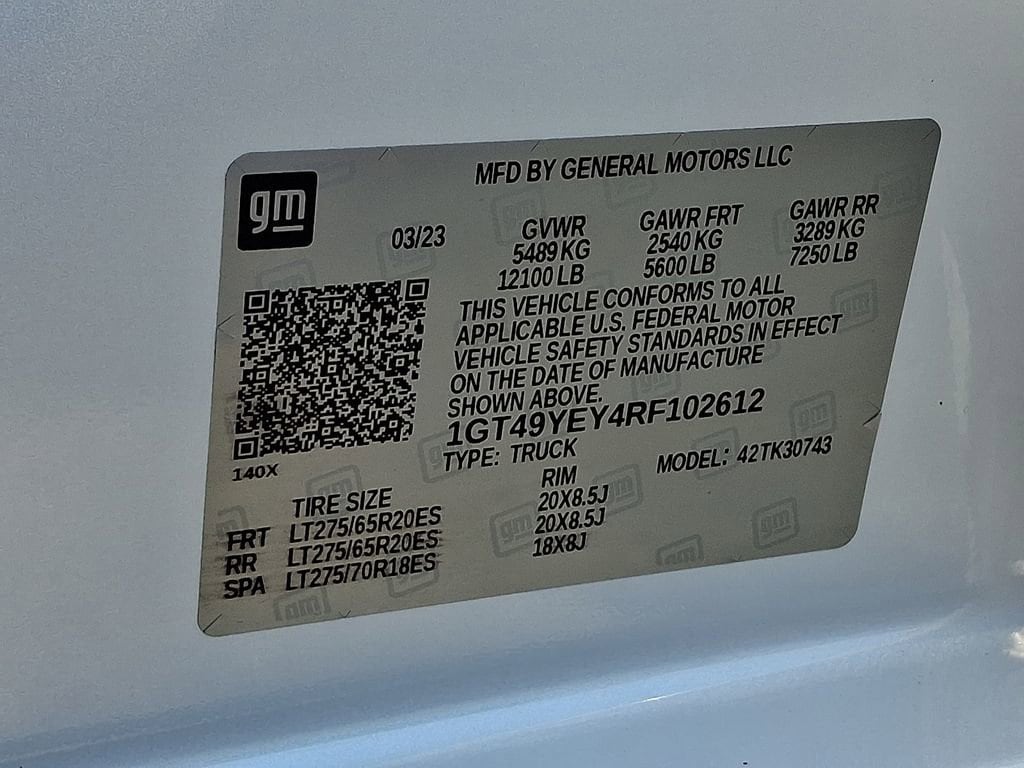 gm
MFD BY GENERAL MOTORS LLC
03/23
GVWR
5489 KG
12100 LB
GAWR FRT
2540 KG
5600 LB
GAWR RR
3289 KG
7250 LB
THIS VEHICLE CONFORMS TO ALL
APPLICABLE U.S. FEDERAL MOTOR
VEHICLE SAFETY STANDARDS IN EFFECT
ON THE DATE OF MANUFACTURE
SHOWN ABOVE.
1GT49YEY4RF102612
TYPE: TRUCK
MODEL: 42TK30743
140X
TIRE SIZE RIM
FRT LT275/65R20ES 20X8.5J
RR LT275/65R20ES 20X8.5J
SPA LT275/70R18ES 18X8J